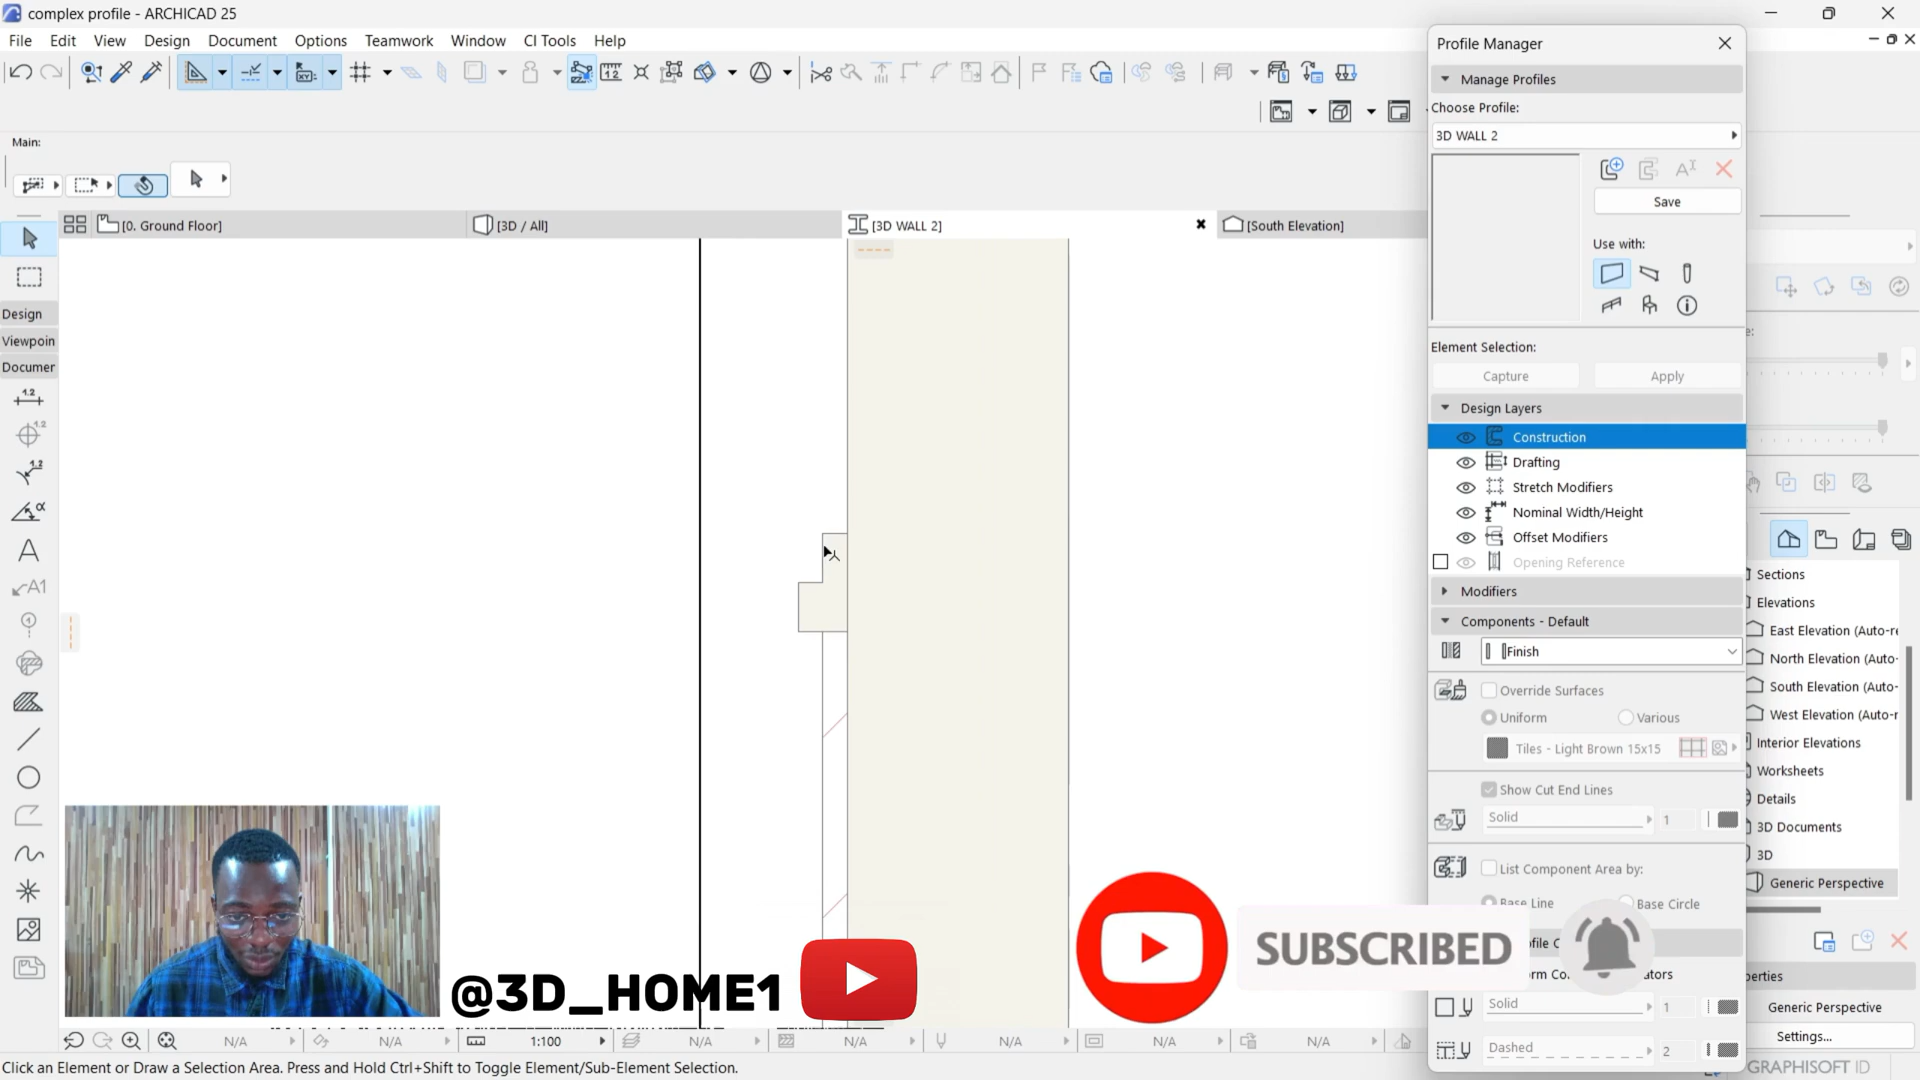 complex profile - ARCHICAD 25
File Edit View Design Document Options Teamwork Window CI Tools Help
Profile Manager
Manage Profiles
Choose Profile:
3D WALL 2
Main:
Save
[0. Ground Floor] [3D / All] [3D WALL 2] [South Elevation]
Use with:
Element Selection:
Capture Apply
Design
Viewpoin
Documer
Design Layers
Construction
Drafting
Stretch Modifiers
Nominal Width/Height
Offset Modifiers
Opening Reference
Modifiers
Components - Default
Finish
Override Surfaces
Uniform Various
Tiles - Light Brown 15x15
Show Cut End Lines
Solid 1
List Component Area by:
Base Line Base Circle
Solid 1
Dashed 2
Sections
Elevations
East Elevation (Auto-re
North Elevation (Auto-
South Elevation (Auto-
West Elevation (Auto-r
Interior Elevations
Worksheets
Details
3D Documents
3D
Generic Perspective
perties
Generic Perspective
Settings...
GRAPHISOFT ID
@3D_HOME1
SUBSCRIBED
N/A N/A 1:100 N/A N/A N/A N/A N/A
Click an Element or Draw a Selection Area. Press and Hold Ctrl+Shift to Toggle Element/Sub-Element Selection.